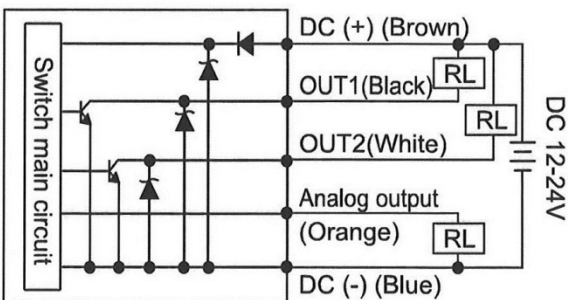 Switch main circuit
DC (+) (Brown)
RL
OUT1(Black)
RL
OUT2(White)
DC 12-24V
Analog output
(Orange)
RL
DC (-) (Blue)